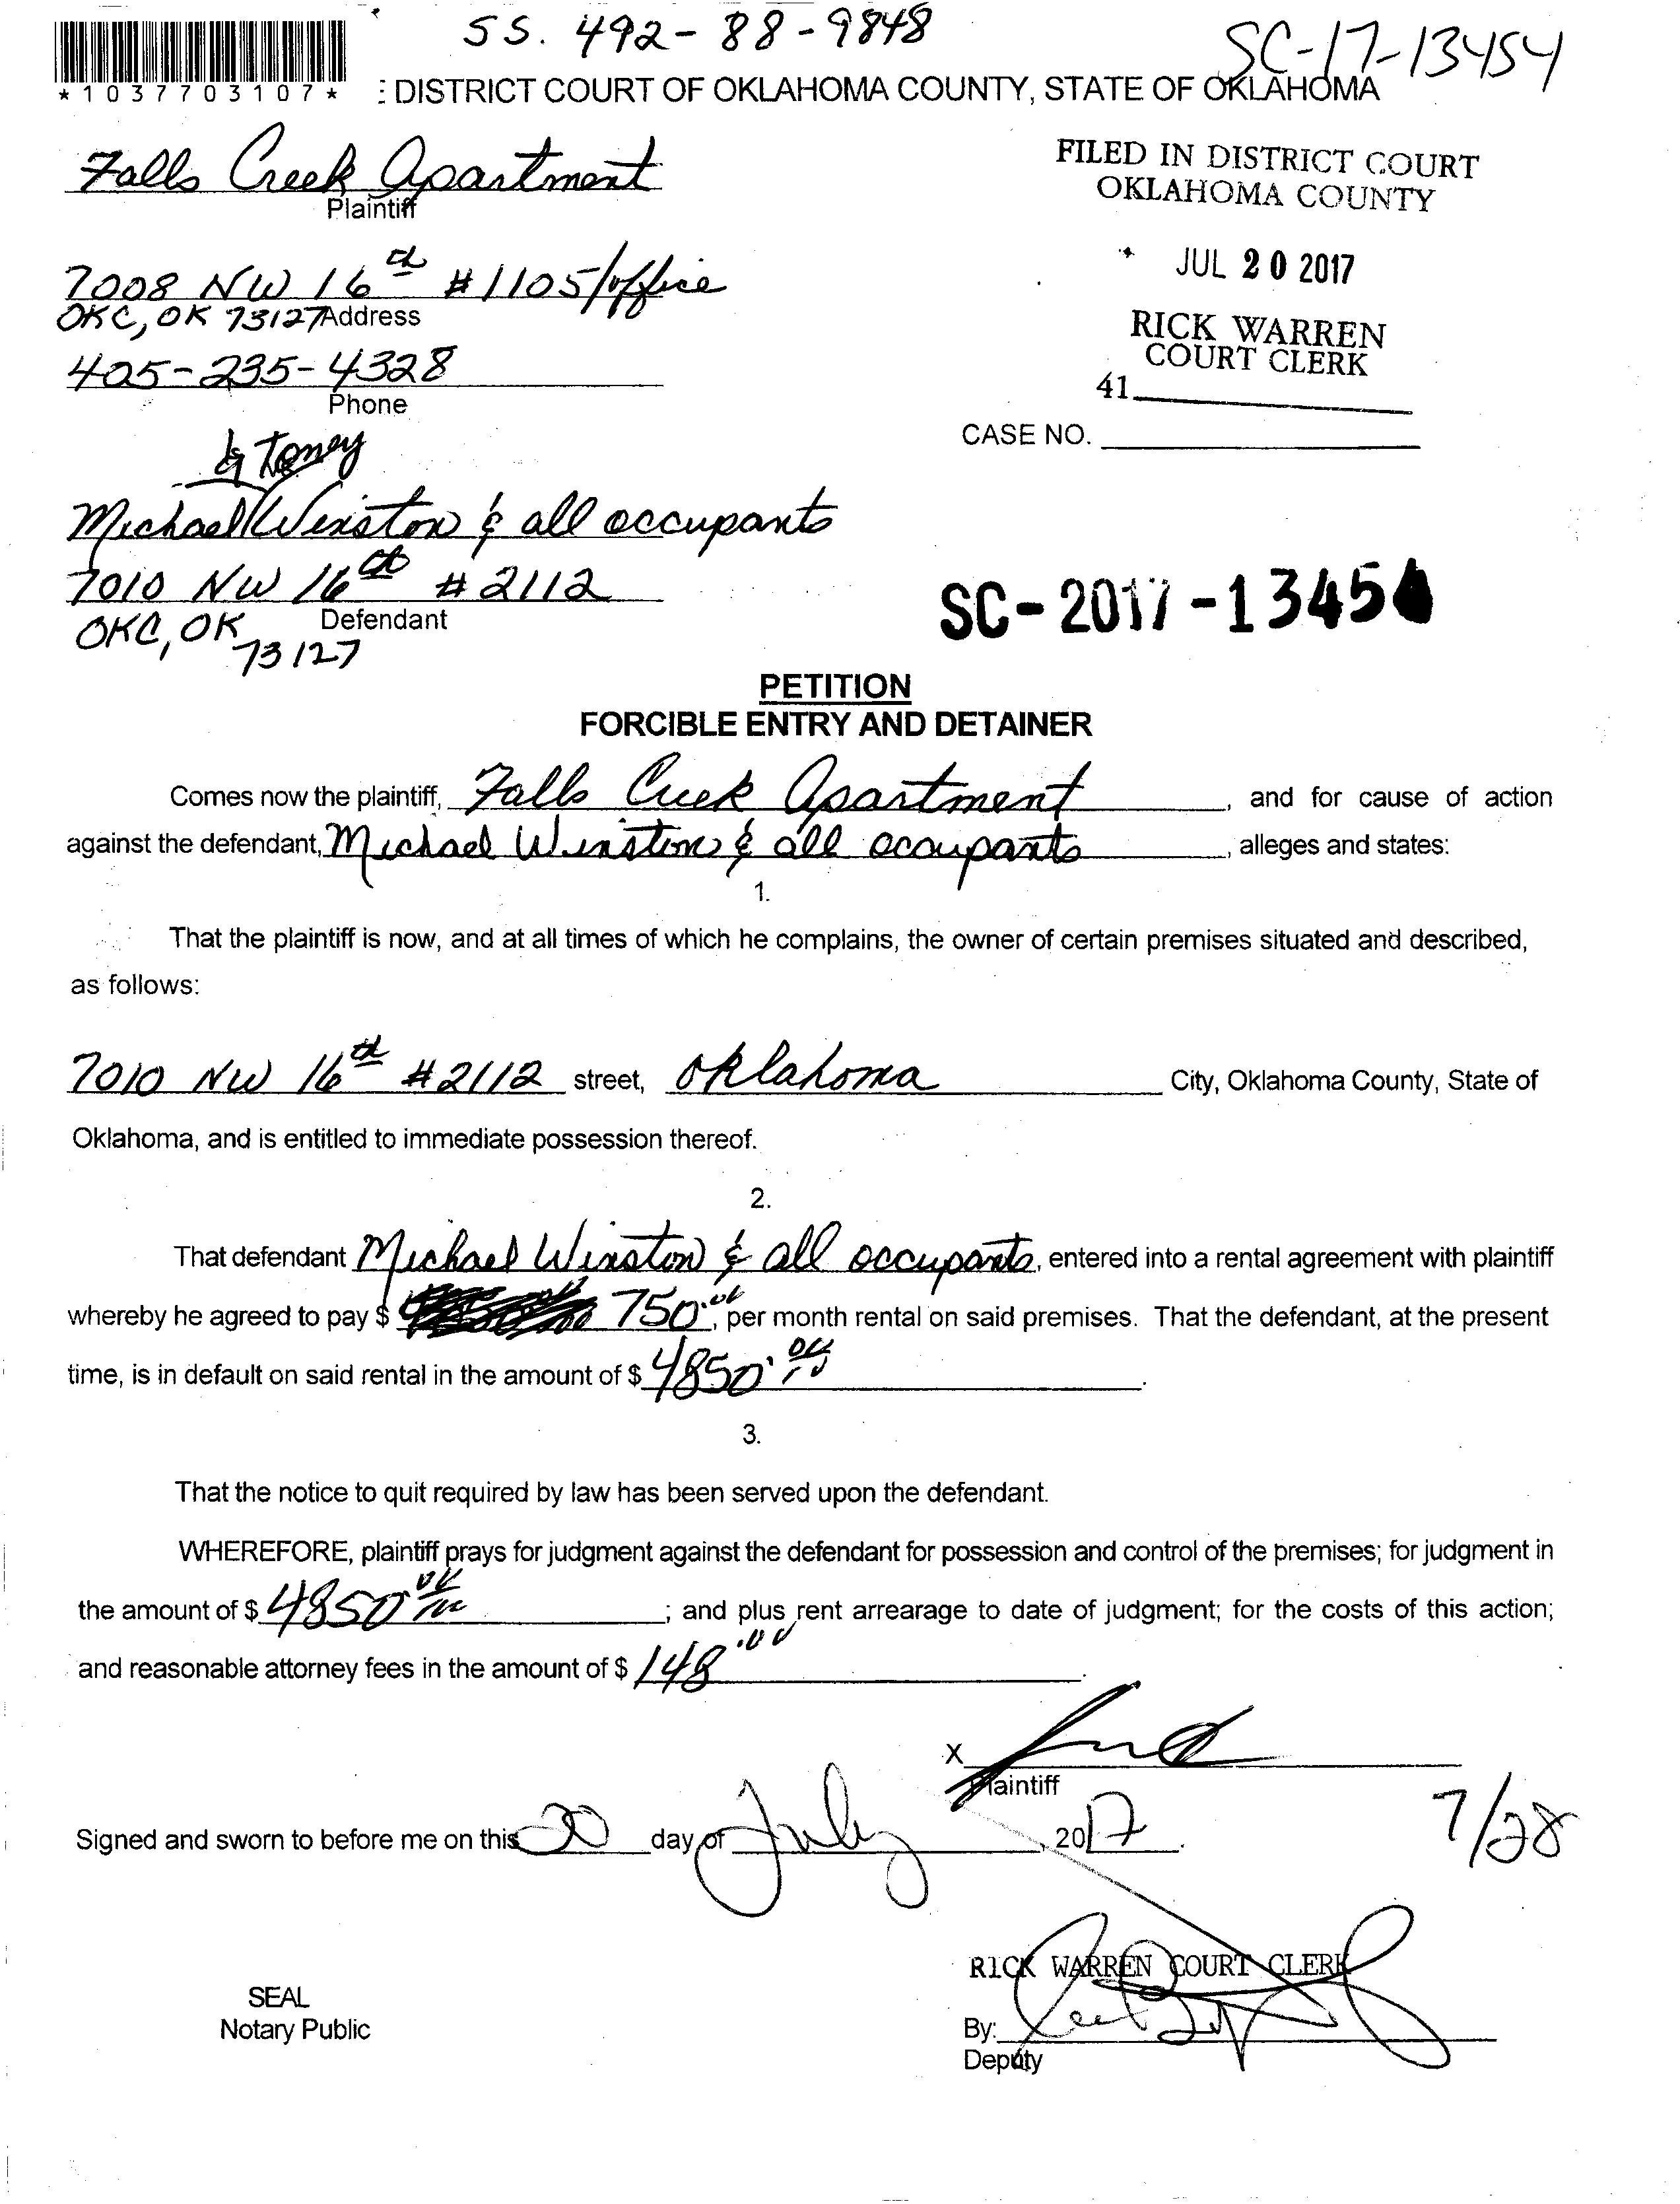 SS. 492-88-9848
SC-17-13454
*1037703107*
DISTRICT COURT OF OKLAHOMA COUNTY, STATE OF OKLAHOMA
Falls Creek Apartment
Plaintiff
FILED IN DISTRICT COURT
OKLAHOMA COUNTY
7008 NW 16th #1105/office
OKC, OK 73127 Address
JUL 20 2017
405-235-4328
Phone
RICK WARREN
COURT CLERK
41
CASE NO.
& Toney
Michael Winston & all occupants
7010 NW 16th #2112
Defendant
OKC, OK
73127
SC-2017-13454
PETITION
FORCIBLE ENTRY AND DETAINER
Comes now the plaintiff, Falls Creek Apartment, and for cause of action
against the defendant, Michael Winston & all occupants, alleges and states:
1.
That the plaintiff is now, and at all times of which he complains, the owner of certain premises situated and described,
as follows:
7010 NW 16th #2112 street, Oklahoma City, Oklahoma County, State of
Oklahoma, and is entitled to immediate possession thereof.
2.
That defendant Michael Winston & all occupants, entered into a rental agreement with plaintiff
whereby he agreed to pay $ 750.00, per month rental on said premises. That the defendant, at the present
time, is in default on said rental in the amount of $ 4850.
3.
That the notice to quit required by law has been served upon the defendant.
WHEREFORE, plaintiff prays for judgment against the defendant for possession and control of the premises; for judgment in
the amount of $ 4850; and plus rent arrearage to date of judgment; for the costs of this action;
and reasonable attorney fees in the amount of $ 148.00.
X
Plaintiff
Signed and sworn to before me on this 20 day of July, 2017.
7/28
RICK WARREN COURT CLERK
SEAL
Notary Public
By:
Deputy